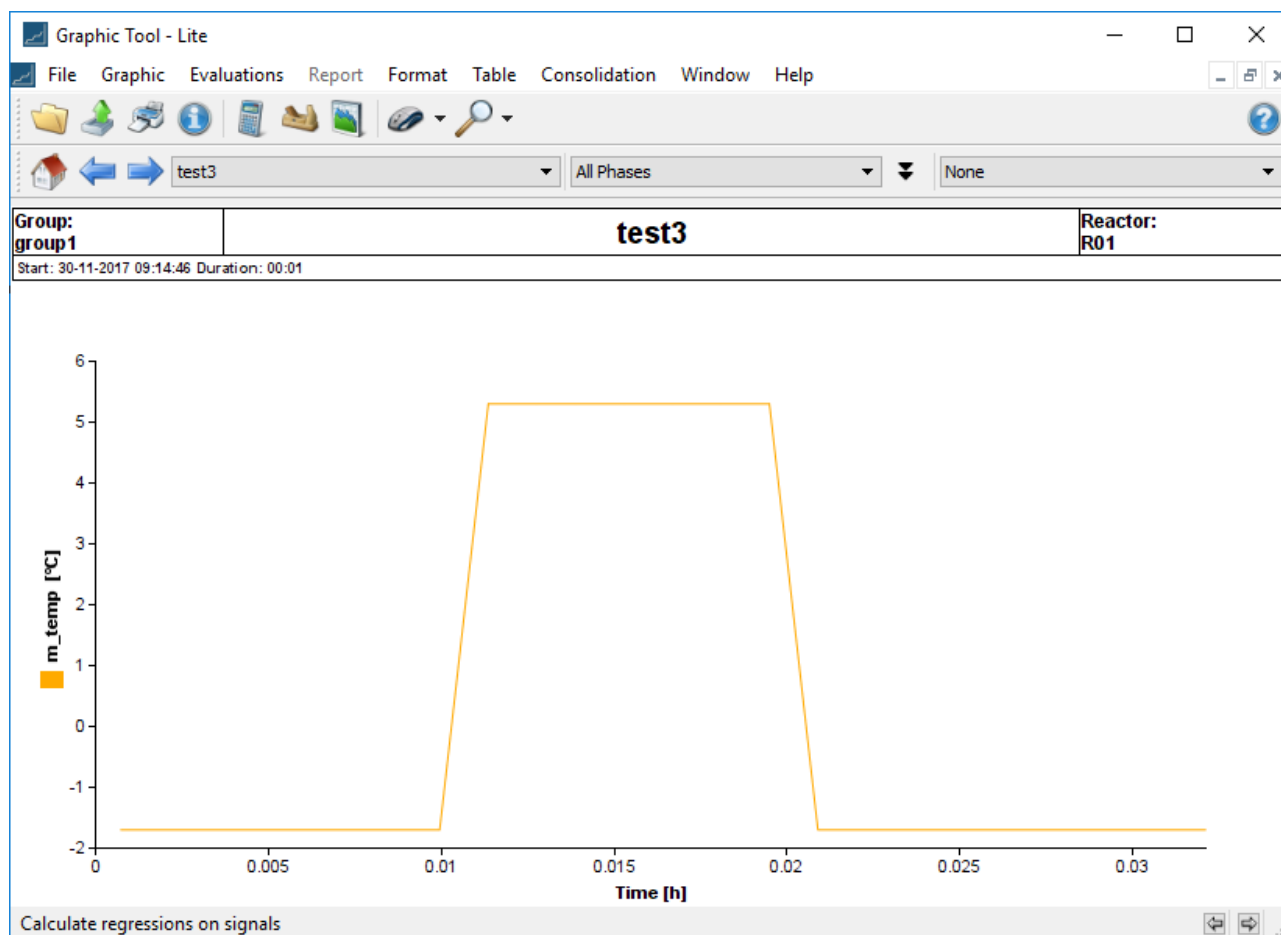 Graphic Tool - Lite
File Graphic Evaluations Report Format Table Consolidation Window Help
test3 All Phases None
Group:
group1
test3
Reactor:
R01
Start: 30-11-2017 09:14:46 Duration: 00:01
6
5
4
3
2
1
0
-1
-2
m_temp [°C]
0 0.005 0.01 0.015 0.02 0.025 0.03
Time [h]
Calculate regressions on signals